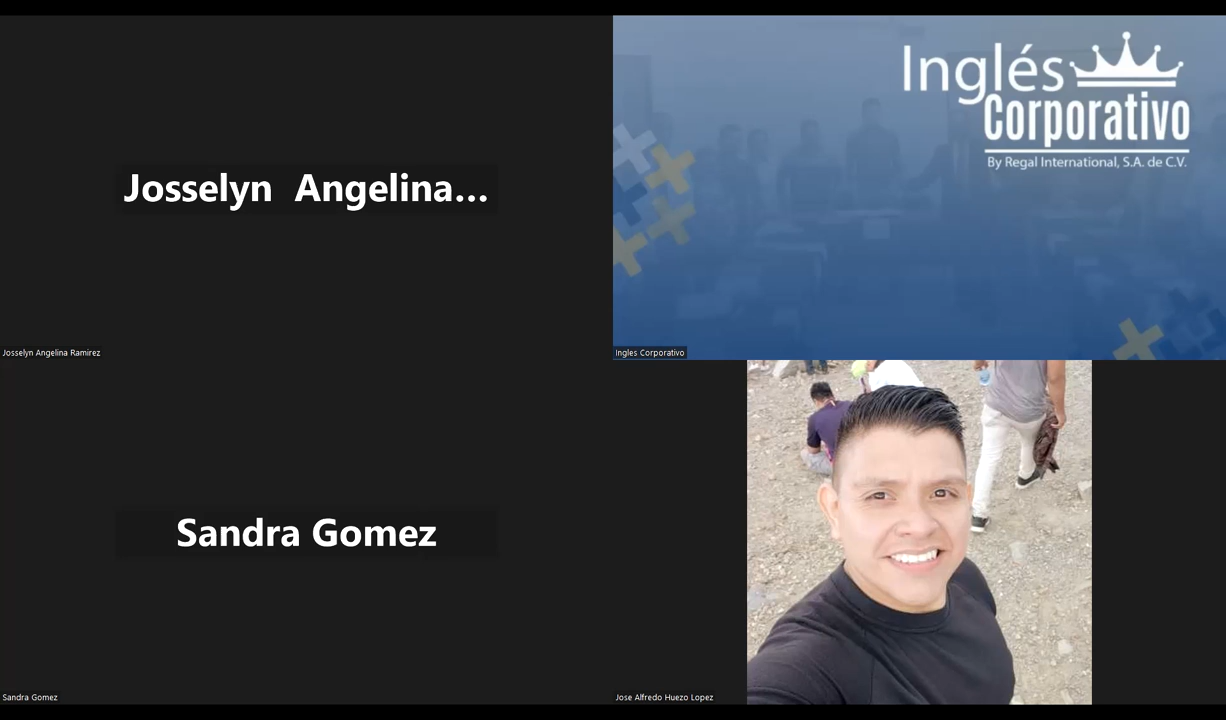 Josselyn  Angelina...
Josselyn Angelina Ramirez
Inglés
Corporativo
By Regal International, S.A. de C.V.
Ingles Corporativo
Sandra Gomez
Sandra Gomez
Jose Alfredo Huezo Lopez